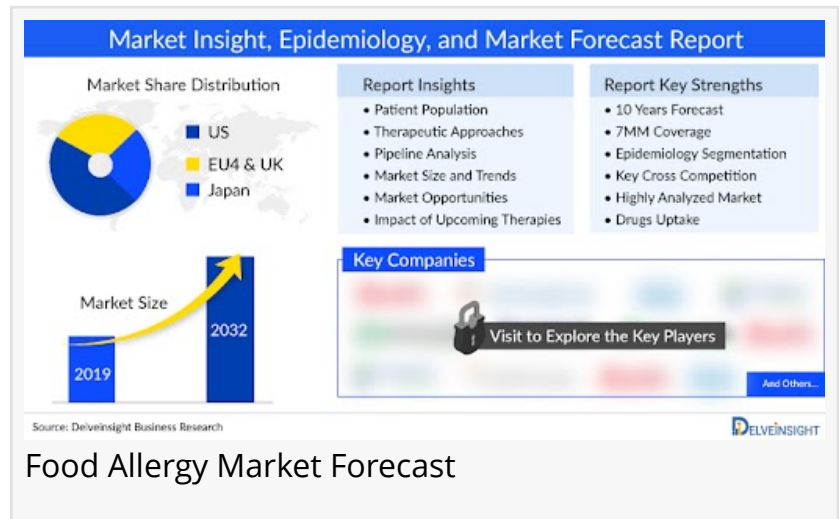 Market Insight, Epidemiology, and Market Forecast Report
Market Share Distribution
US
EU4 & UK
Japan
Report Insights
• Patient Population
• Therapeutic Approaches
• Pipeline Analysis
• Market Size and Trends
• Market Opportunities
• Impact of Upcoming Therapies
Report Key Strengths
• 10 Years Forecast
• 7MM Coverage
• Epidemiology Segmentation
• Key Cross Competition
• Highly Analyzed Market
• Drugs Uptake
Market Size
2019
2032
Key Companies
Visit to Explore the Key Players
And Others...
Source: Delveinsight Business Research
DELVEINSIGHT
Food Allergy Market Forecast